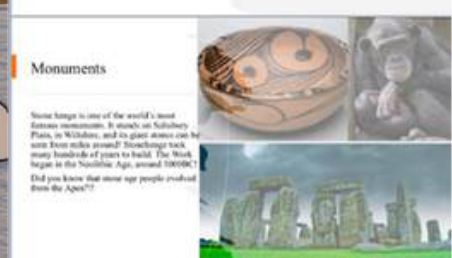 Monuments
Stone henge is one of the world's most
famous monuments. It stands on Salisbury
Plain, in Wiltshire, and its giant stones can be
seen from miles around! Stonehenge took
many hundreds of years to build. The Work
began in the Neolithic Age, around 3000BC!
Did you know that stone age people evolved
from the Apes??